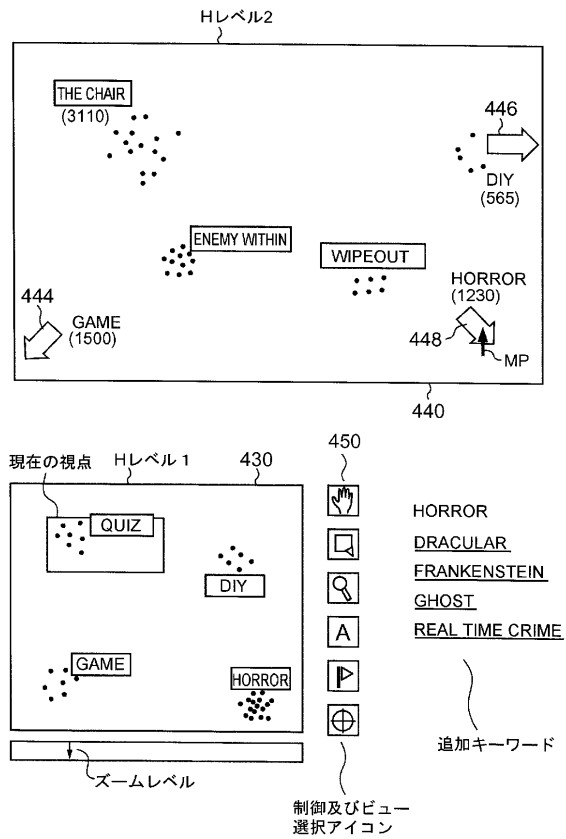 Hレベル2
THE CHAIR
(3110)
446
DIY
(565)
ENEMY WITHIN
WIPEOUT
HORROR
(1230)
444
GAME
(1500)
448
MP
440
現在の視点
Hレベル1
430
450
QUIZ
DIY
GAME
HORROR
A
HORROR
DRACULAR
FRANKENSTEIN
GHOST
REAL TIME CRIME
追加キーワード
ズームレベル
制御及びビュー
選択アイコン